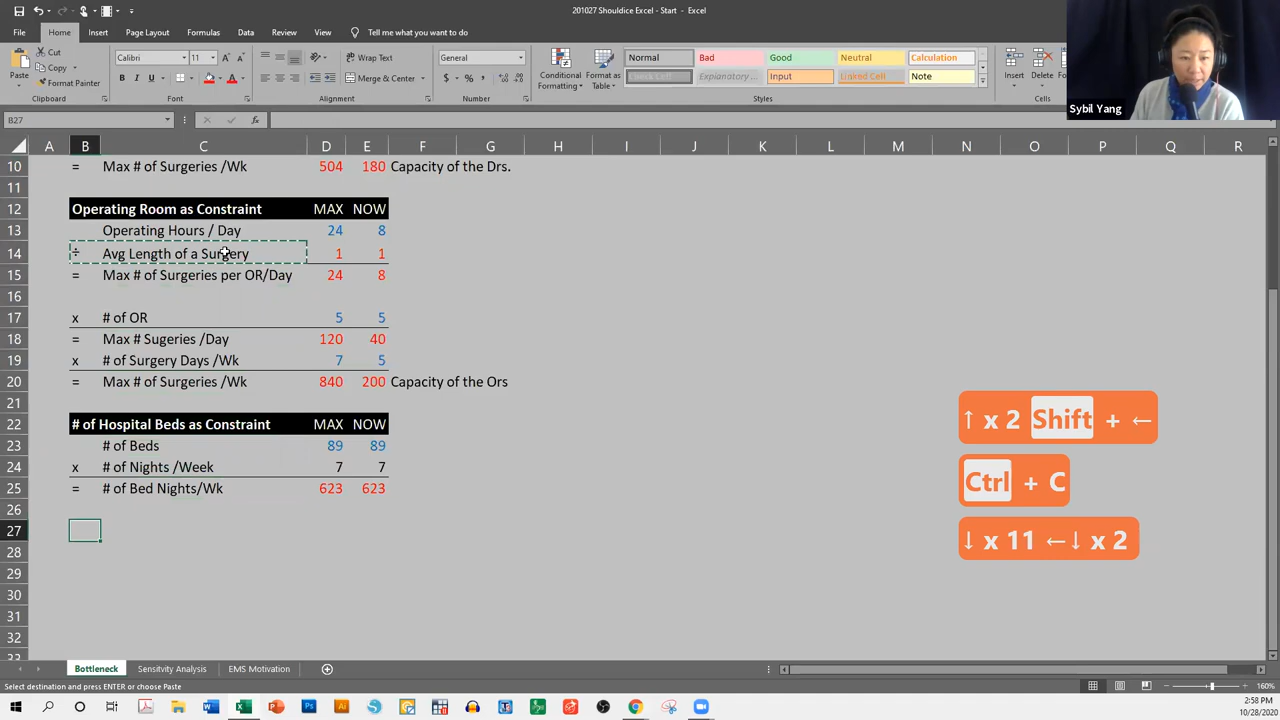 201027 Shouldice Excel - Start - Excel
File Home Insert Page Layout Formulas Data Review View Tell me what you want to do
Paste
Cut
Copy
Format Painter
Clipboard
Calibri 11
B I U
Font
Wrap Text
Merge & Center
Alignment
General
$ % ,
Number
Conditional Formatting
Format as Table
Normal Bad Good Neutral Calculation
Check Cell Explanatory ... Input Linked Cell Note
Styles
Insert Delete
Cells
Sybil Yang
B27 fx
A B C D E F G H I J K L M N O P Q R
10 = Max # of Surgeries /Wk 504 180 Capacity of the Drs.
11
12 Operating Room as Constraint MAX NOW
13 Operating Hours / Day 24 8
14 ÷ Avg Length of a Surgery 1 1
15 = Max # of Surgeries per OR/Day 24 8
16
17 x # of OR 5 5
18 = Max # Sugeries /Day 120 40
19 x # of Surgery Days /Wk 7 5
20 = Max # of Surgeries /Wk 840 200 Capacity of the Ors
21
22 # of Hospital Beds as Constraint MAX NOW
23 # of Beds 89 89
24 x # of Nights /Week 7 7
25 = # of Bed Nights/Wk 623 623
26
27
28
29
30
31
32
33
↑ x 2 Shift + ←
Ctrl + C
↓ x 11 ←↓ x 2
Bottleneck Sensitvity Analysis EMS Motivation
Select destination and press ENTER or choose Paste
160%
2:58 PM
10/28/2020